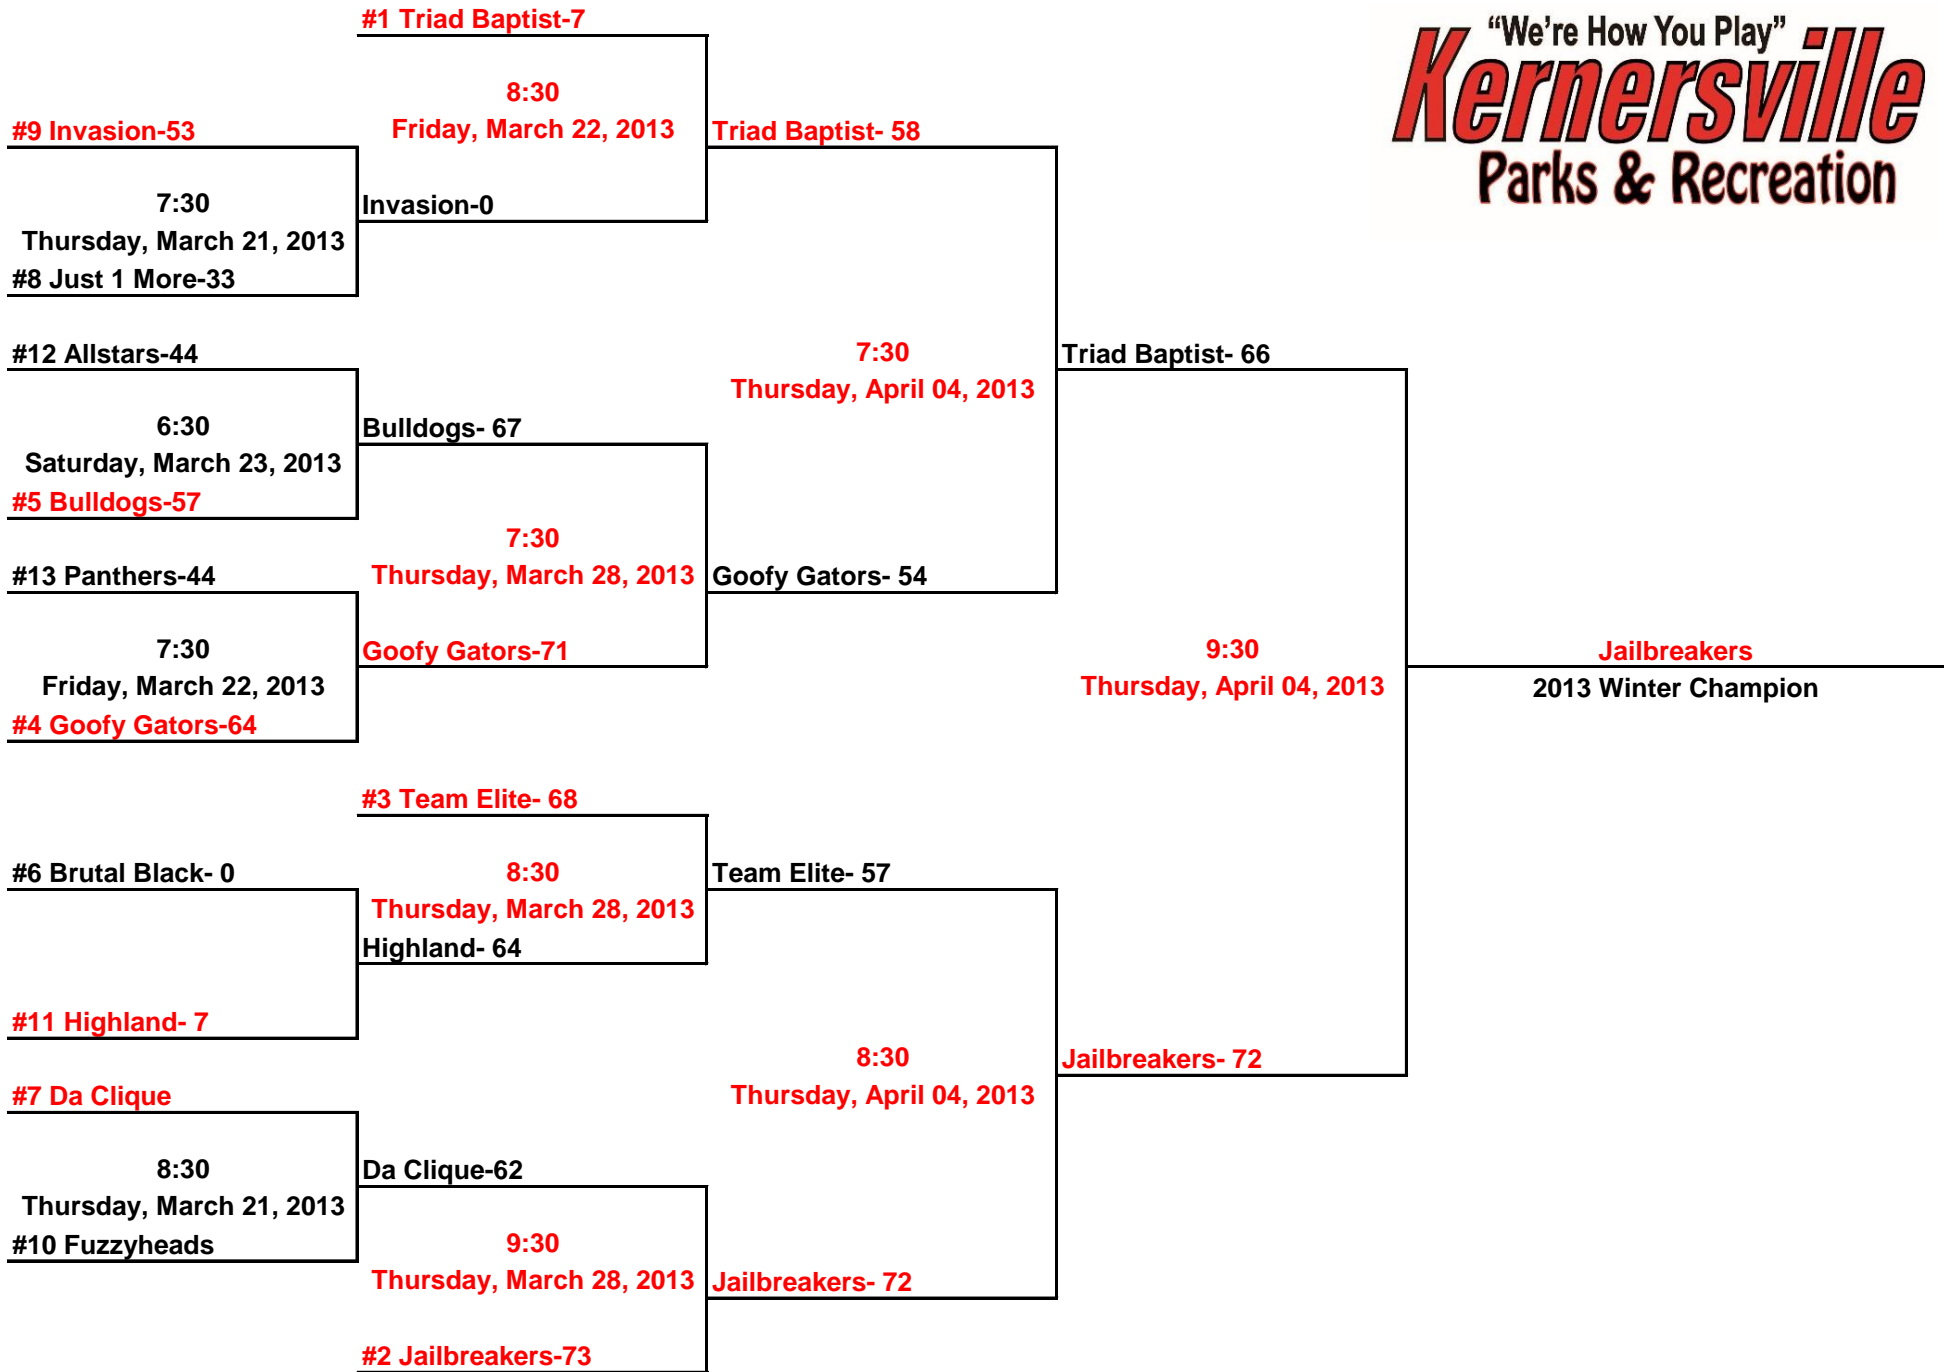 #1 Triad Baptist-7
“We’re How You Play”
Kernersville
Parks & Recreation
8:30
Friday, March 22, 2013
#9 Invasion-53
Triad Baptist- 58
7:30
Thursday, March 21, 2013
Invasion-0
#8 Just 1 More-33
#12 Allstars-44
7:30
Thursday, April 04, 2013
Triad Baptist- 66
6:30
Saturday, March 23, 2013
Bulldogs- 67
#5 Bulldogs-57
7:30
Thursday, March 28, 2013
#13 Panthers-44
Goofy Gators- 54
7:30
Friday, March 22, 2013
Goofy Gators-71
9:30
Thursday, April 04, 2013
Jailbreakers
2013 Winter Champion
#4 Goofy Gators-64
#3 Team Elite- 68
#6 Brutal Black- 0
8:30
Thursday, March 28, 2013
Team Elite- 57
Highland- 64
#11 Highland- 7
8:30
Thursday, April 04, 2013
Jailbreakers- 72
#7 Da Clique
8:30
Thursday, March 21, 2013
Da Clique-62
#10 Fuzzyheads
9:30
Thursday, March 28, 2013
Jailbreakers- 72
#2 Jailbreakers-73